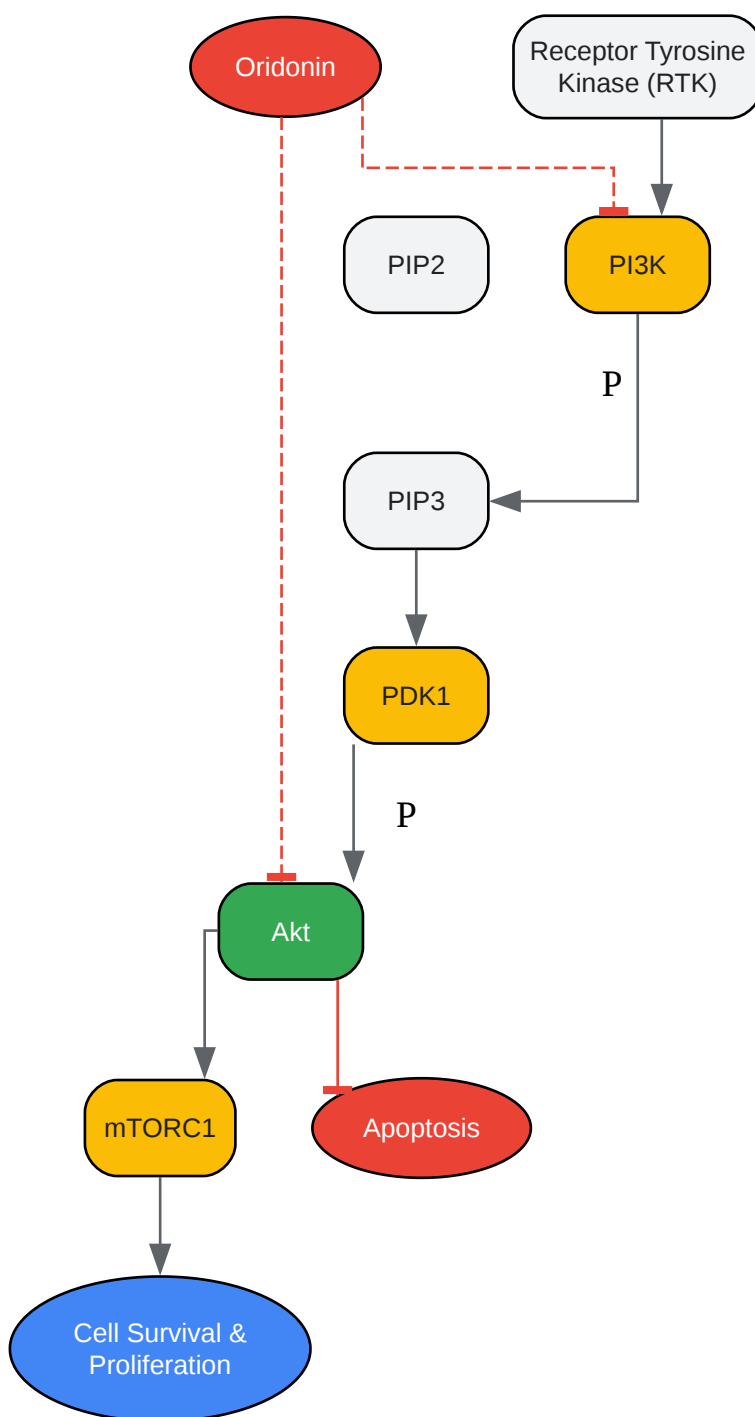 Oridonin
Receptor Tyrosine
Kinase (RTK)
PIP2
PI3K
P
PIP3
PDK1
P
Akt
mTORC1
Apoptosis
Cell Survival &
Proliferation